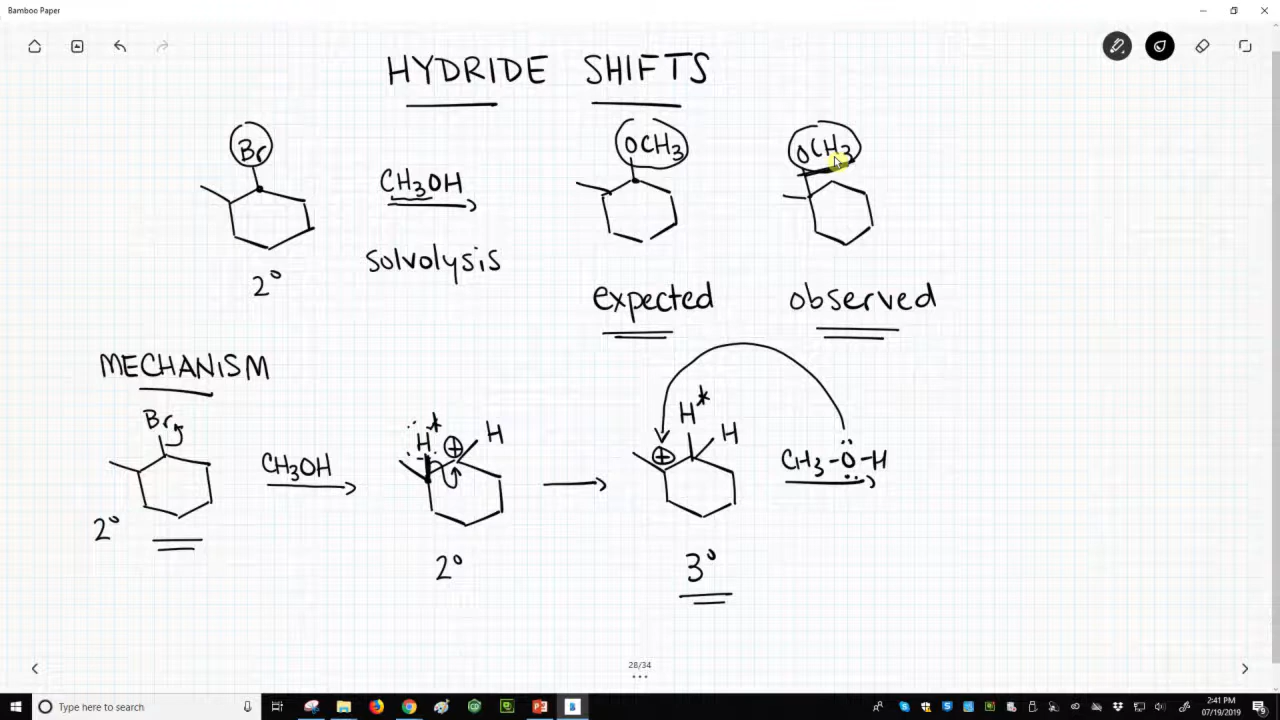 Bamboo Paper
HYDRIDE SHIFTS
Br
CH3OH
solvolysis
2°
OCH3
OCH3
expected
observed
MECHANISM
Br
2°
CH3OH
H*
⊕
H
2°
H*
H
⊕
3°
CH3-Ö-H
28/34
Type here to search
2:41 PM
07/19/2019